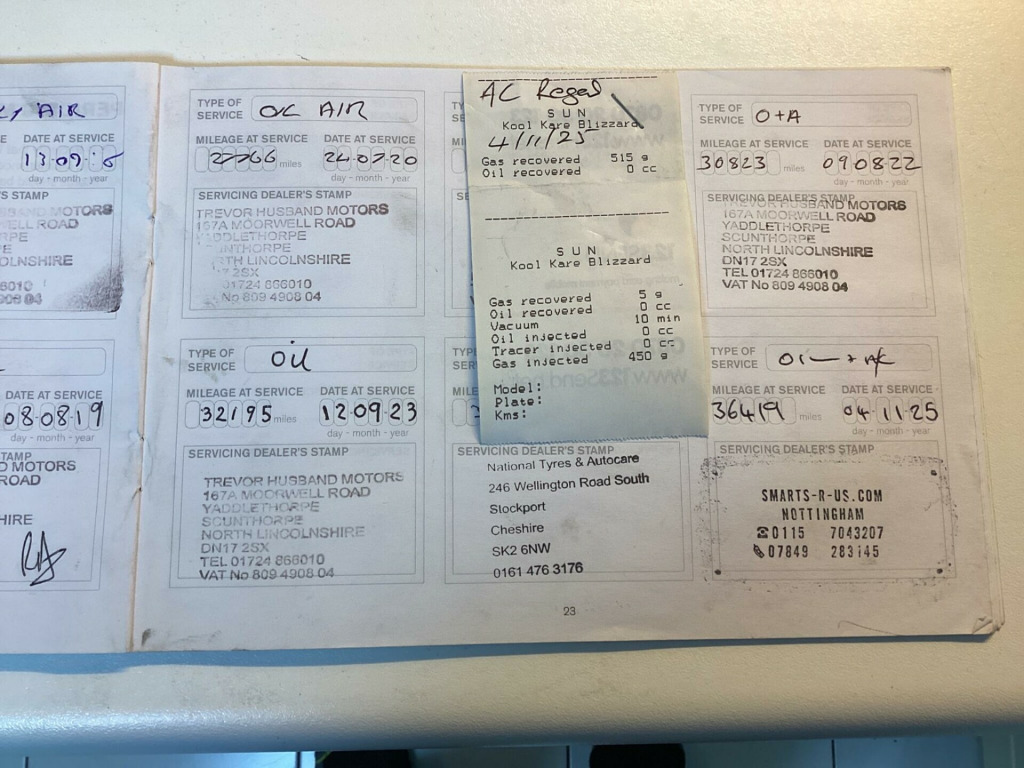 AIR
DATE AT SERVICE
day - month - year
MOTORS
ROAD
08-08-19
DATE AT SERVICE
day - month - year
MOTORS
ROAD
TYPE OF
SERVICE
AIR
MILEAGE AT SERVICE
DATE AT SERVICE
27766 miles
24-07-20
day - month - year
SERVICING DEALER'S STAMP
TREVOR HUSBAND MOTORS
167A MOORWELL ROAD
YADDLETHORPE
LINCOLNSHIRE
2SX
866010
No 809 4908 04
TYPE OF
SERVICE
OIL
MILEAGE AT SERVICE
DATE AT SERVICE
32195 miles
12-09-23
day - month - year
SERVICING DEALER'S STAMP
TREVOR HUSBAND MOTORS
167A MOORWELL ROAD
YADDLETHORPE
SCUNTHORPE
NORTH LINCOLNSHIRE
DN17 2SX
TEL 01724 866010
VAT No 809 4908 04
AC Regas
SUN
Kool Kare Blizzard
4/11/25
Gas recovered 515 g
Oil recovered 0 cc
SUN
Kool Kare Blizzard
Gas recovered 5 g
Oil recovered 0 cc
Vacuum 10 min
Oil injected 0 cc
Tracer injected 0 cc
Gas injected 450 g
Model:
Plate:
Kms:
SERVICING DEALER'S STAMP
National Tyres & Autocare
246 Wellington Road South
Stockport
Cheshire
SK2 6NW
0161 476 3176
TYPE OF
SERVICE
O+A
MILEAGE AT SERVICE
DATE AT SERVICE
30823 miles
09-08-22
day - month - year
SERVICING DEALER'S STAMP
TREVOR HUSBAND MOTORS
167A MOORWELL ROAD
YADDLETHORPE
SCUNTHORPE
NORTH LINCOLNSHIRE
DN17 2SX
TEL 01724 866010
VAT No 809 4908 04
TYPE OF
SERVICE
MILEAGE AT SERVICE
DATE AT SERVICE
36419 miles
04-11-25
day - month - year
SERVICING DEALER'S STAMP
SMARTS-R-US.COM
NOTTINGHAM
☎0115 7043207
07849 283145
23